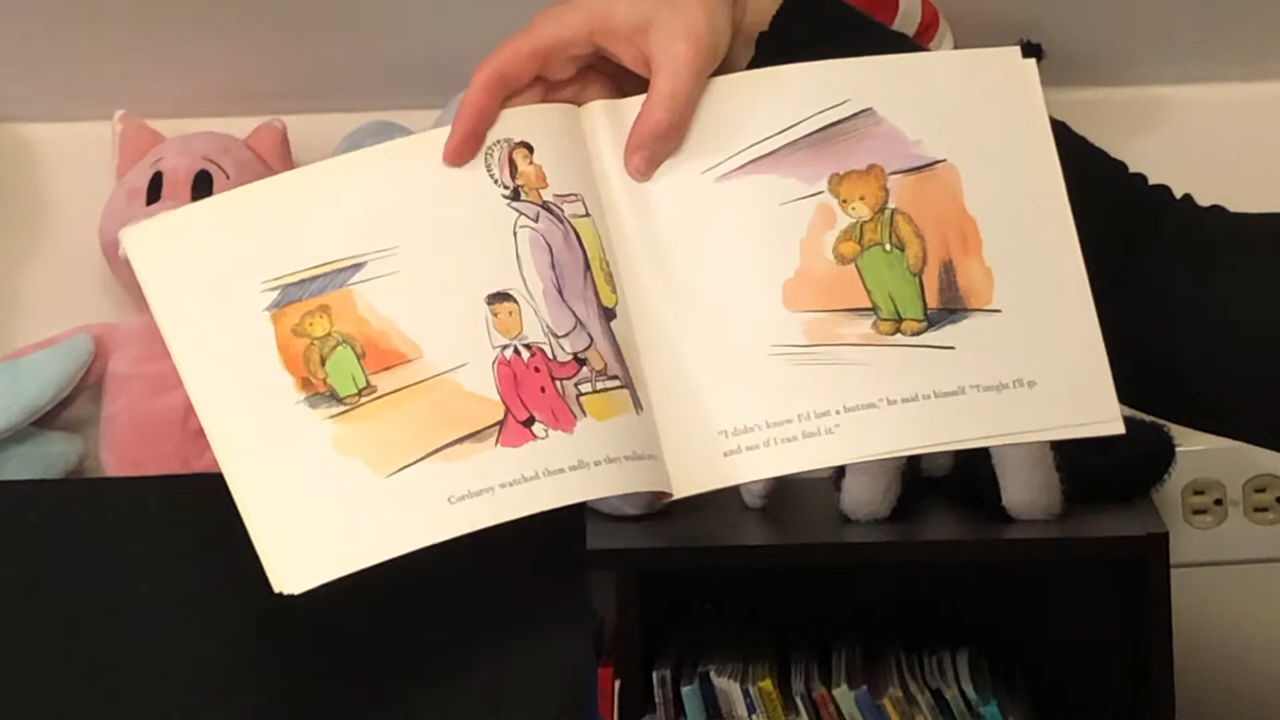 Corduroy watched them sadly as they walked
"I didn't know I'd lost a button," he said to himself. "Tonight I'll go
and see if I can find it."